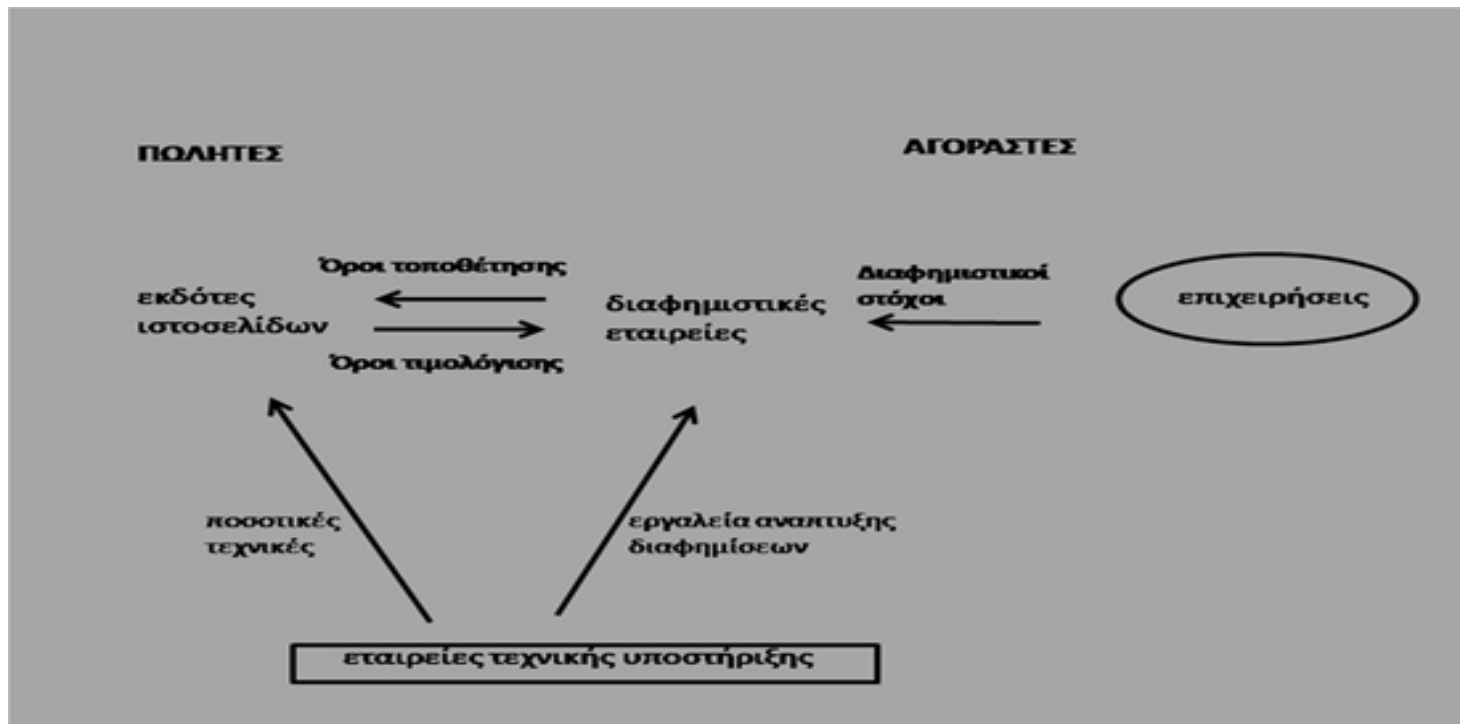 ΠΩΛΗΤΕΣ
ΑΓΟΡΑΣΤΕΣ
Όροι τοποθέτησης
εκδότες
ιστοσελίδων
Όροι τιμολόγισης
διαφημιστικές
εταιρείες
Διαφημιστικοί
στόχοι
επιχειρήσεις
ποσοτικές
τεχνικές
εργαλεία αναπτυξης
διαφημίσεων
εταιρείες τεχνικής υποστήριξης